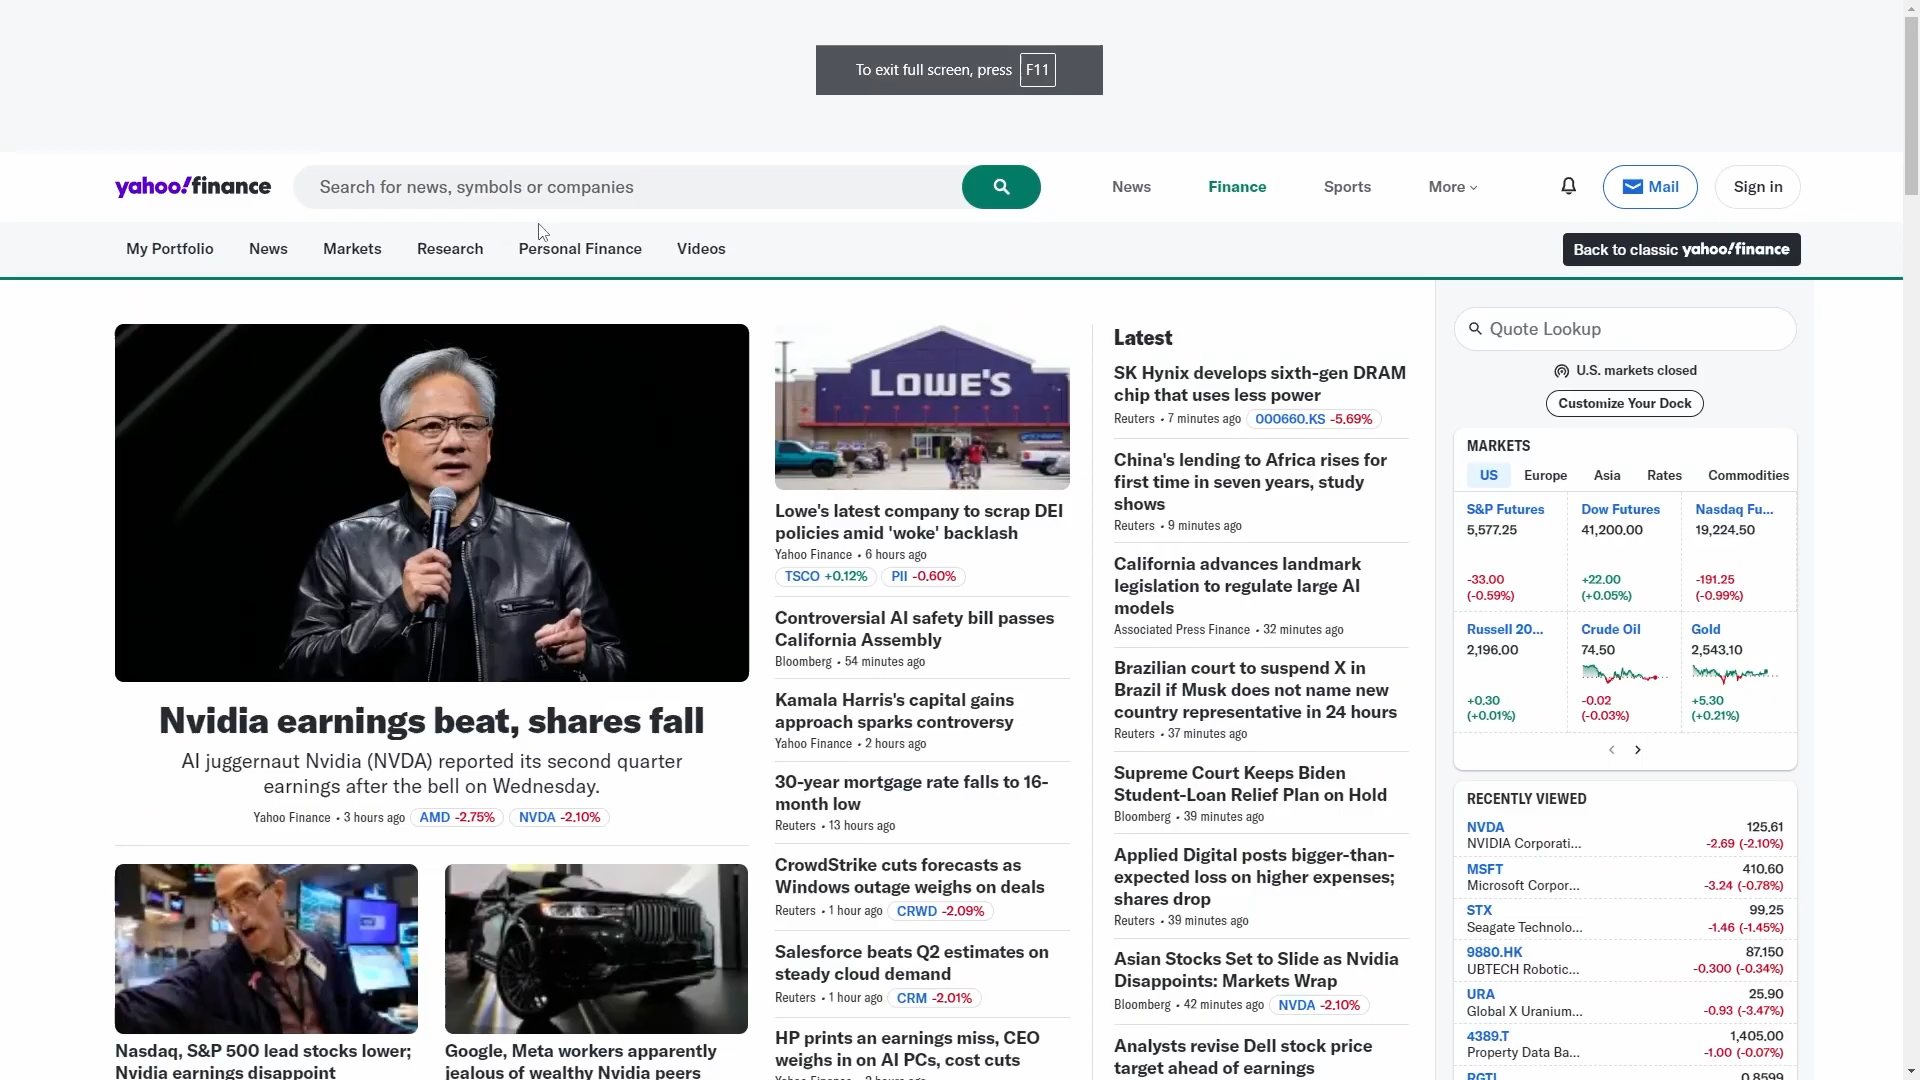 To exit full screen, press F11
yahoo!finance
Search for news, symbols or companies
News
Finance
Sports
More
Mail
Sign in
My Portfolio
News
Markets
Research
Personal Finance
Videos
Back to classic yahoo!finance
Nvidia earnings beat, shares fall
AI juggernaut Nvidia (NVDA) reported its second quarter
earnings after the bell on Wednesday.
Yahoo Finance • 3 hours ago AMD -2.75% NVDA -2.10%
Nasdaq, S&P 500 lead stocks lower;
Nvidia earnings disappoint
Google, Meta workers apparently
jealous of wealthy Nvidia peers
LOWE'S
Lowe's latest company to scrap DEI
policies amid 'woke' backlash
Yahoo Finance • 6 hours ago
TSCO +0.12% PII -0.60%
Controversial AI safety bill passes
California Assembly
Bloomberg • 54 minutes ago
Kamala Harris's capital gains
approach sparks controversy
Yahoo Finance • 2 hours ago
30-year mortgage rate falls to 16-
month low
Reuters • 13 hours ago
CrowdStrike cuts forecasts as
Windows outage weighs on deals
Reuters • 1 hour ago CRWD -2.09%
Salesforce beats Q2 estimates on
steady cloud demand
Reuters • 1 hour ago CRM -2.01%
HP prints an earnings miss, CEO
weighs in on AI PCs, cost cuts
Latest
SK Hynix develops sixth-gen DRAM
chip that uses less power
Reuters • 7 minutes ago 000660.KS -5.69%
China's lending to Africa rises for
first time in seven years, study
shows
Reuters • 9 minutes ago
California advances landmark
legislation to regulate large AI
models
Associated Press Finance • 32 minutes ago
Brazilian court to suspend X in
Brazil if Musk does not name new
country representative in 24 hours
Reuters • 37 minutes ago
Supreme Court Keeps Biden
Student-Loan Relief Plan on Hold
Bloomberg • 39 minutes ago
Applied Digital posts bigger-than-
expected loss on higher expenses;
shares drop
Reuters • 39 minutes ago
Asian Stocks Set to Slide as Nvidia
Disappoints: Markets Wrap
Bloomberg • 42 minutes ago NVDA -2.10%
Analysts revise Dell stock price
target ahead of earnings
Quote Lookup
U.S. markets closed
Customize Your Dock
MARKETS
US Europe Asia Rates Commodities
S&P Futures Dow Futures Nasdaq Fu...
5,577.25 41,200.00 19,224.50
-33.00 +22.00 -191.25
(-0.59%) (+0.05%) (-0.99%)
Russell 20... Crude Oil Gold
2,196.00 74.50 2,543.10
+0.30 -0.02 +5.30
(+0.01%) (-0.03%) (+0.21%)
RECENTLY VIEWED
NVDA 125.61
NVIDIA Corporati... -2.69 (-2.10%)
MSFT 410.60
Microsoft Corpor... -3.24 (-0.78%)
STX 99.25
Seagate Technolo... -1.46 (-1.45%)
9880.HK 87.150
UBTECH Robotic... -0.300 (-0.34%)
URA 25.90
Global X Uranium... -0.93 (-3.47%)
4389.T 1,405.00
Property Data Ba... -1.00 (-0.07%)
RGTI 0.8599